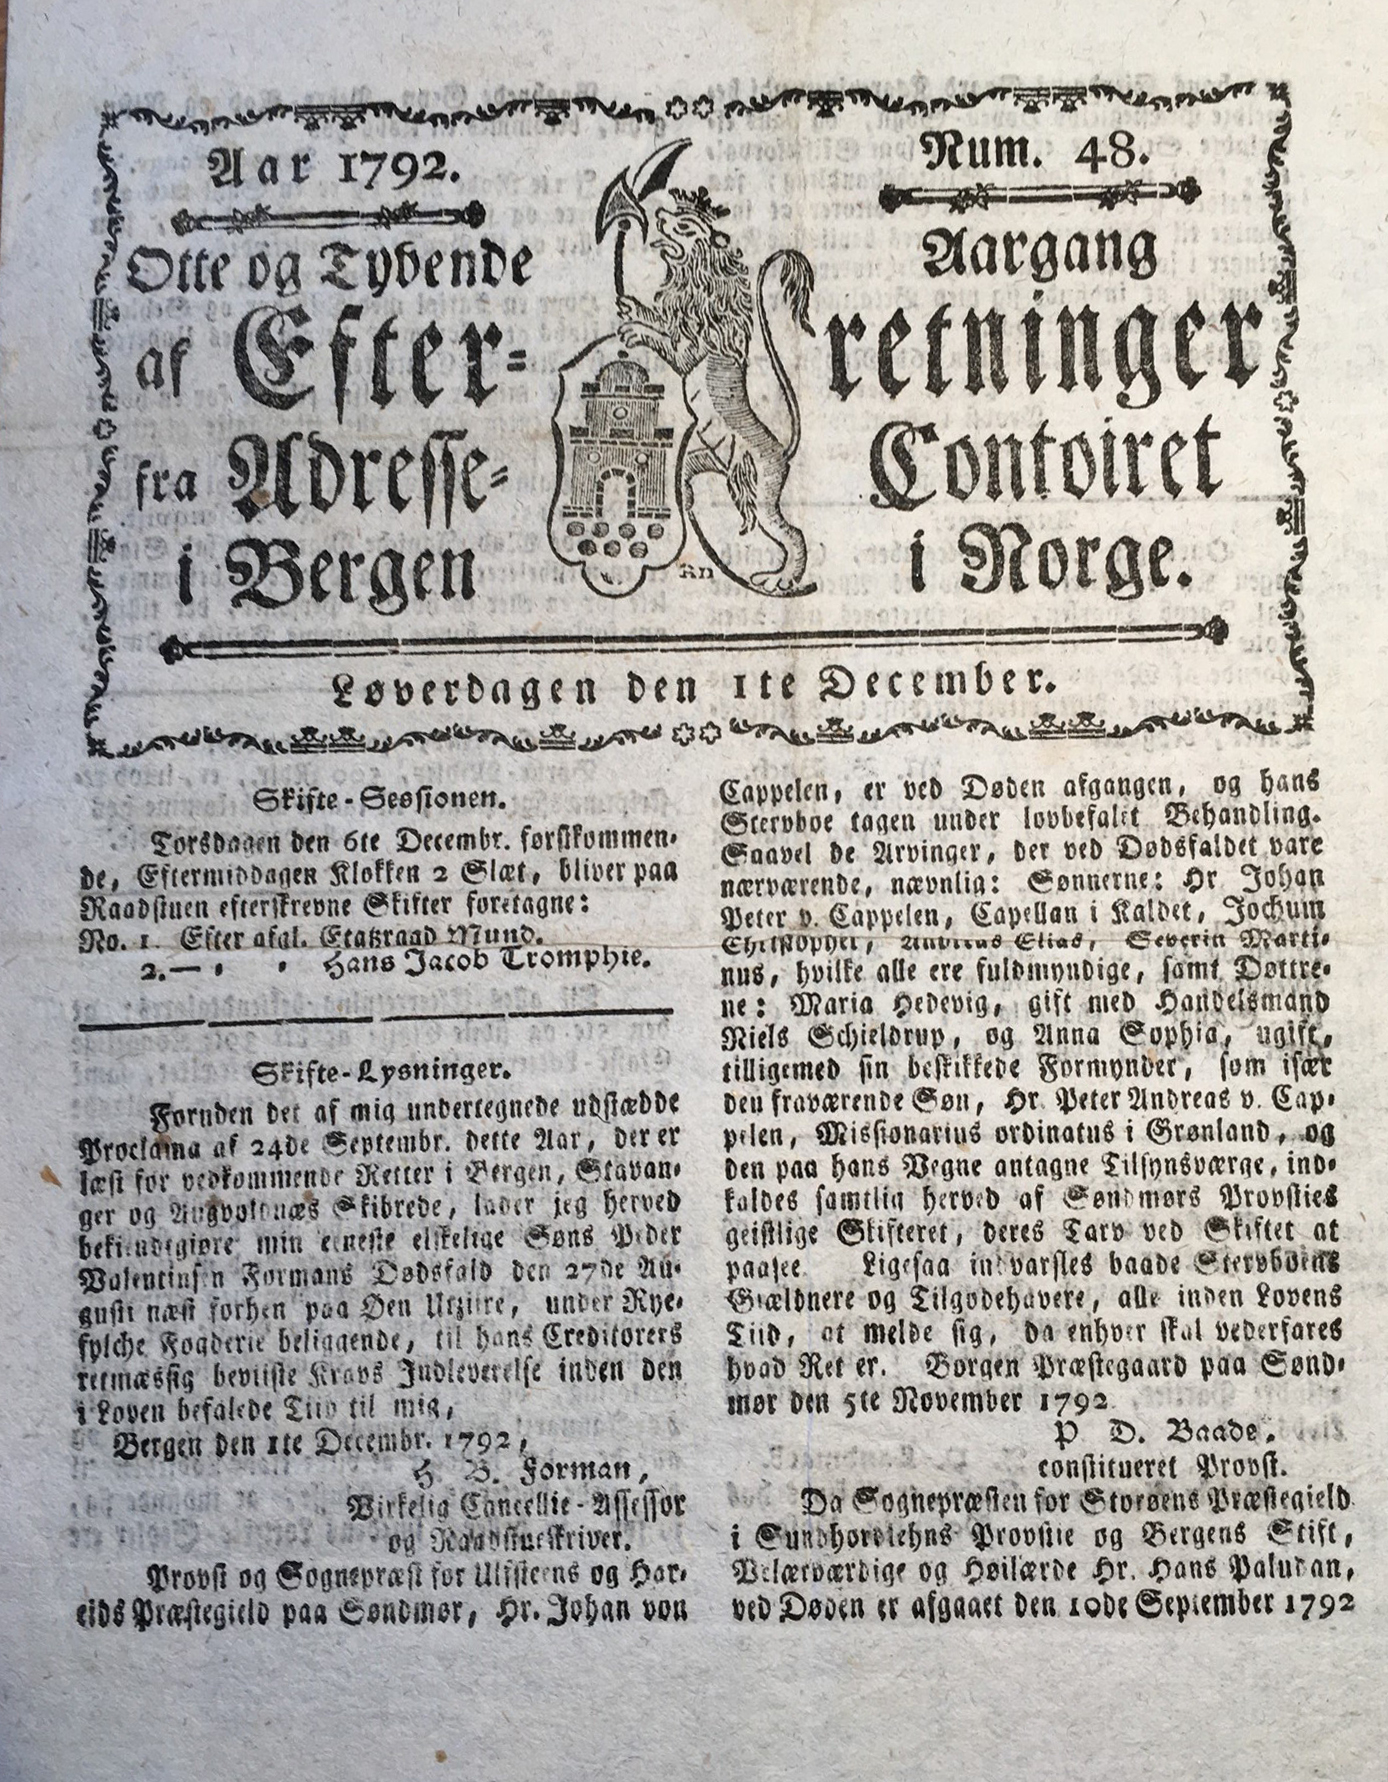 Aar 1792.
Num. 48.
Otte og Tyvende
Aargang
af Efter-
retninger
fra Adresse-
Contoiret
i Bergen
i Norge.
Løverdagen den 1te December.
Skifte-Sessionen.
Torsdagen den 6te Decembr. førstkommen-
de, Eftermiddagen Klokken 2 Slæt, bliver paa
Raadstuen efterskrevne Skifter foretagne:
No. 1. Efter afgl. Etatzraad Mund.
2. — Hans Jacob Tromphie.
Skifte-Lysninger.
Foruden det af mig undertegnede udstædde
Proclama af 24de Septembr. dette Aar, der er
læst for vedkommende Retter i Bergen, Stavan-
ger og Augvoldnæs Skibrede, lader jeg herved
bekiendtgiøre min eeneste elskelige Søns Peder
Valentinsen Formans Dødsfald den 27de Au-
gusti næst forhen paa Øen Utziire, under Rye-
fylche Fogderie beliggende, til hans Creditorers
retmæssig beviiste Kravs Indleverelse inden den
i Loven befalede Tiid til mig,
Bergen den 1te Decembr. 1792,
H. B. Forman,
Virkelig Cancellie-Assessor
og Raadstueskriver.
Provst og Sognepræst for Ulfsteens og Har-
eids Præstegield paa Søndmør, Hr. Johan von
Cappelen, er ved Døden afgangen, og hans
Stervboe tagen under lovbefalet Behandling.
Saavel de Arvinger, der ved Dødsfaldet vare
nærværende, nævnlig: Sønnerne: Hr Johan
Peter v. Cappelen, Capellan i Kaldet, Jochum
Christopher, Andreas Elias, Severin Marti-
nus, hvilke alle ere fuldmyndige, samt Døttre-
ne: Maria Hedevig, gift med Handelsmand
Niels Schieldrup, og Anna Sophia, ugift,
tilligemed sin beskikkede Formynder, som især
den fraværende Søn, Hr. Peter Andreas v. Cap-
pelen, Missionarius ordinatus i Grønland, og
den paa hans Vegne antagne Tilsynsværge, ind-
kaldes samtlig herved af Søndmørs Provsties
geistlige Skifteret, deres Tarv ved Skiftet at
paasee Ligesaa indvarsles baade Stervboens
Giældnere og Tilgodehavere, alle inden Lovens
Tiid, at melde sig, da enhver skal vederfares
hvad Ret er. Borgen Præstegaard paa Sønd-
mør den 5te November 1792
P. D. Baade,
constitueret Provst.
Da Sognepræsten for Storøens Præstegield
i Sundhordlehns Provstie og Bergens Stift,
Velærværdige og Høilærde Hr. Hans Paludan,
ved Døden er afgaaet den 10de September 1792